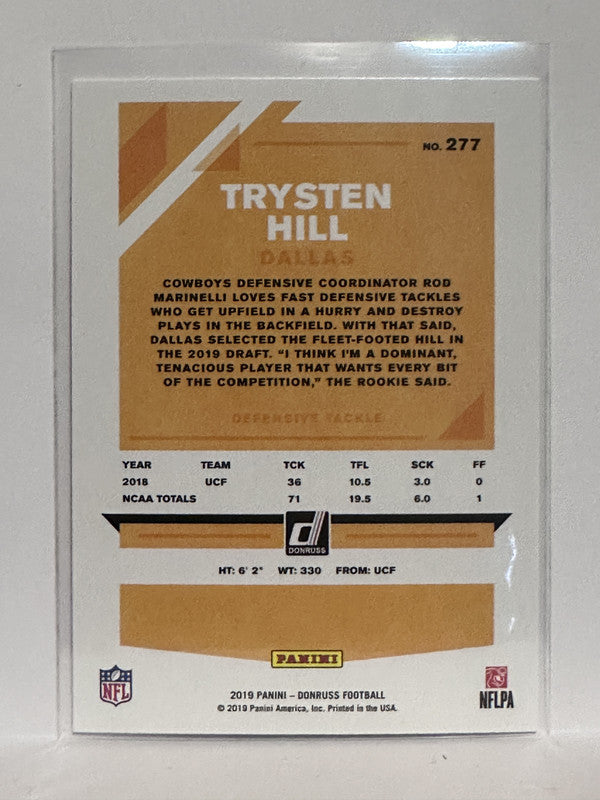 NO. 277
TRYSTEN
HILL
DALLAS
COWBOYS DEFENSIVE COORDINATOR ROD
MARINELLI LOVES FAST DEFENSIVE TACKLES
WHO GET UPFIELD IN A HURRY AND DESTROY
PLAYS IN THE BACKFIELD. WITH THAT SAID,
DALLAS SELECTED THE FLEET-FOOTED HILL IN
THE 2019 DRAFT. “I THINK I'M A DOMINANT,
TENACIOUS PLAYER THAT WANTS EVERY BIT
OF THE COMPETITION,” THE ROOKIE SAID.
DEFENSIVE TACKLE
YEAR TEAM TCK TFL SCK FF
2018 UCF 36 10.5 3.0 0
NCAA TOTALS 71 19.5 6.0 1
DONRUSS
HT: 6' 2" WT: 330 FROM: UCF
PANINI
NFL
2019 PANINI – DONRUSS FOOTBALL
© 2019 Panini America, Inc. Printed in the USA.
NFLPA